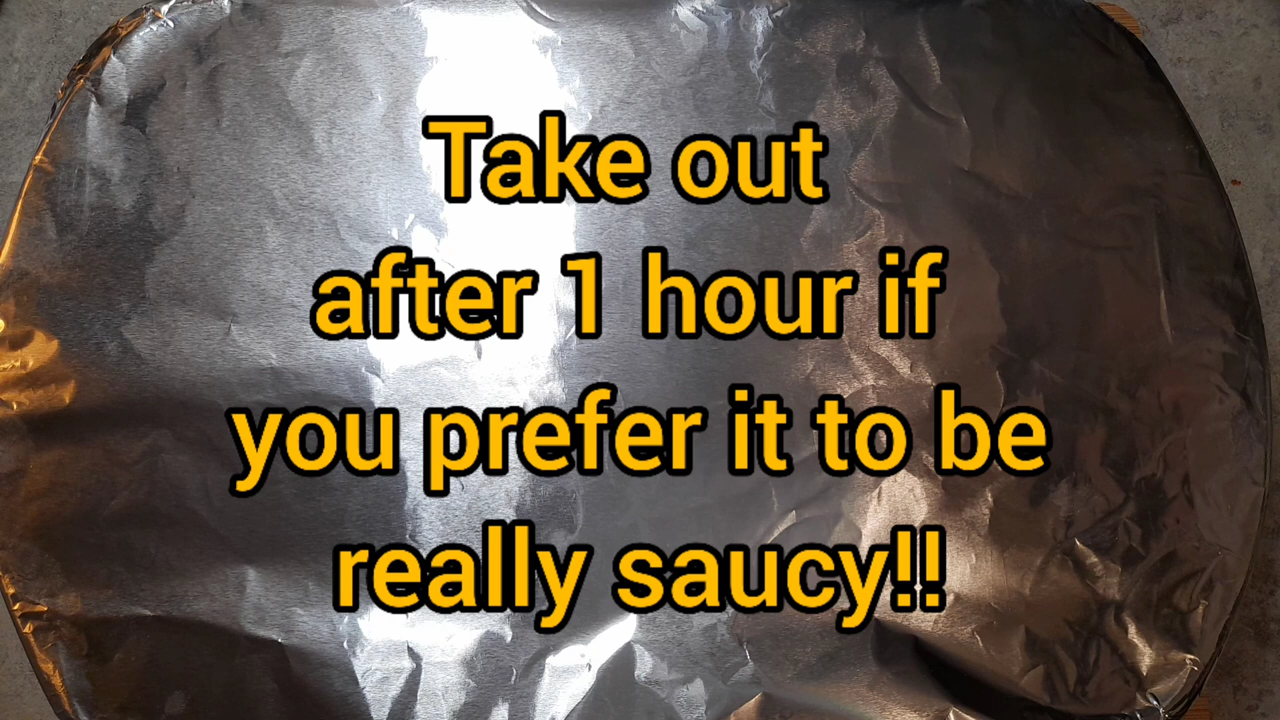 Take out
after 1 hour if
you prefer it to be
really saucy!!